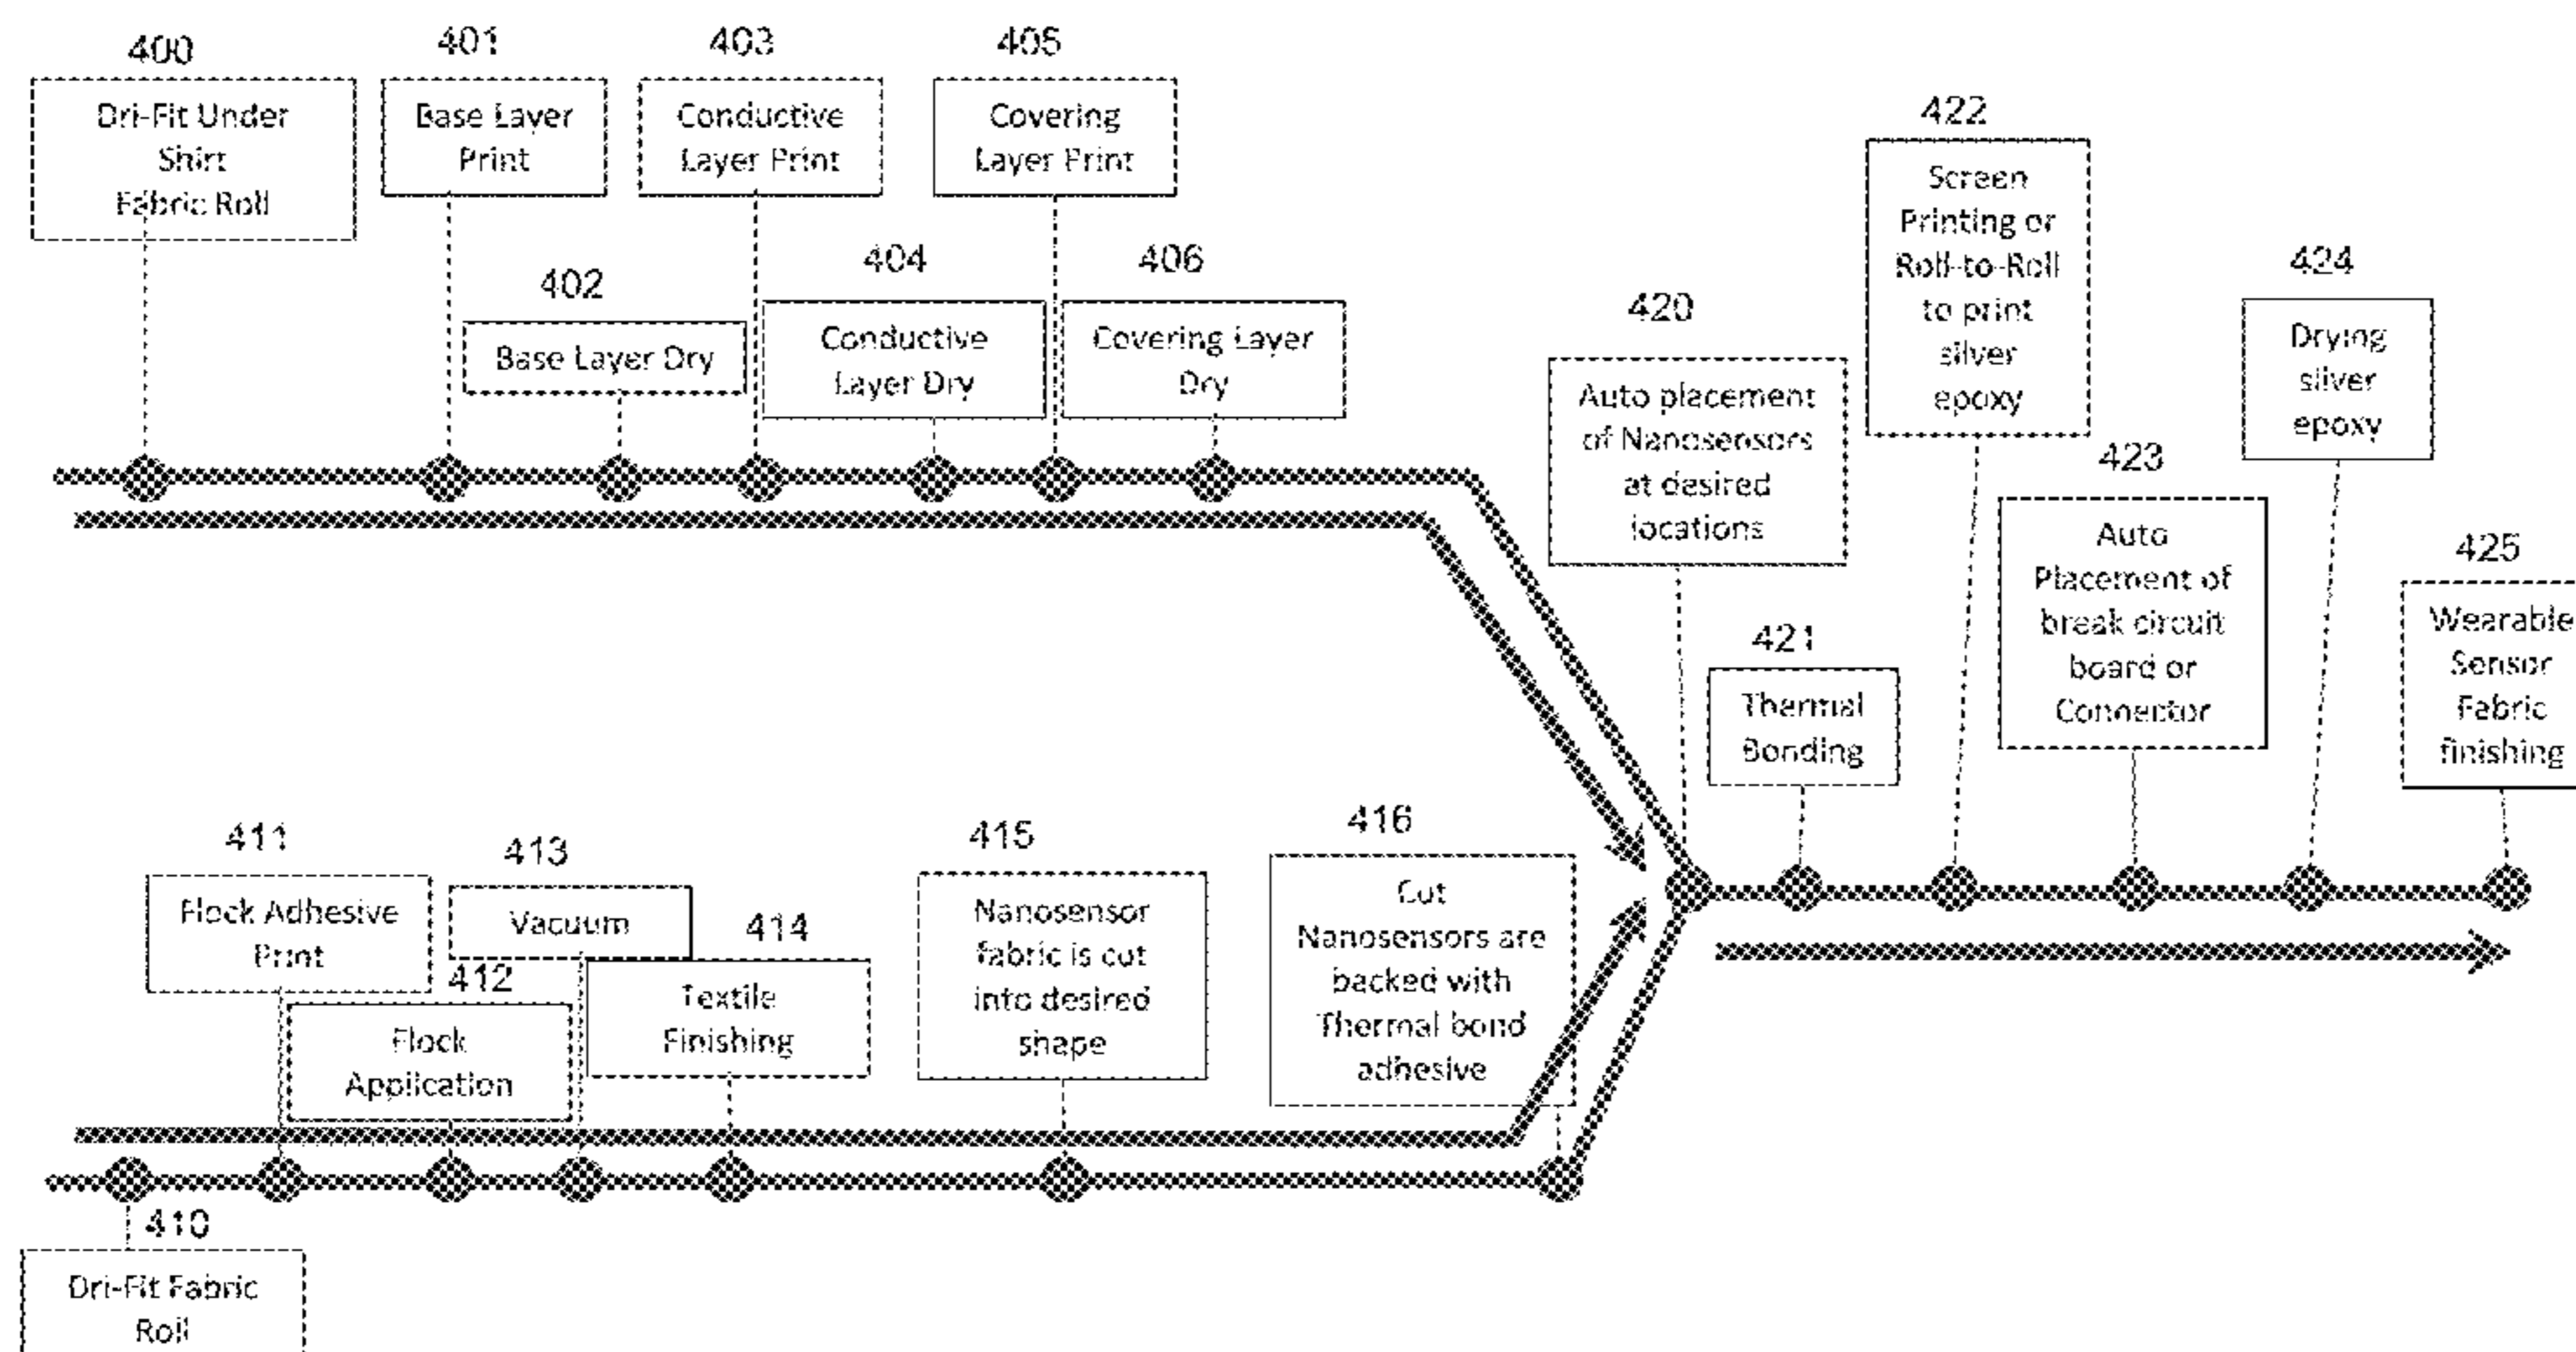 400
Dri-Fit Under
Shirt
Fabric Roll
401
Base Layer
Print
403
Conductive
Layer Print
405
Covering
Layer Print
402
Base Layer Dry
404
Conductive
Layer Dry
406
Covering Layer
Dry
420
Auto placement
of Nanosensors
at desired
locations
421
Thermal
Bonding
422
Screen
Printing or
Roll-to-Roll
to print
silver
epoxy
423
Auto
Placement of
break circuit
board or
Connector
424
Drying
silver
epoxy
425
Wearable
Sensor
Fabric
finishing
411
Flock Adhesive
Print
412
Flock
Application
413
Vacuum
414
Textile
Finishing
415
Nanosensor
fabric is cut
into desired
shape
416
Cut
Nanosensors are
backed with
Thermal bond
adhesive
410
Dri-Fit Fabric
Roll